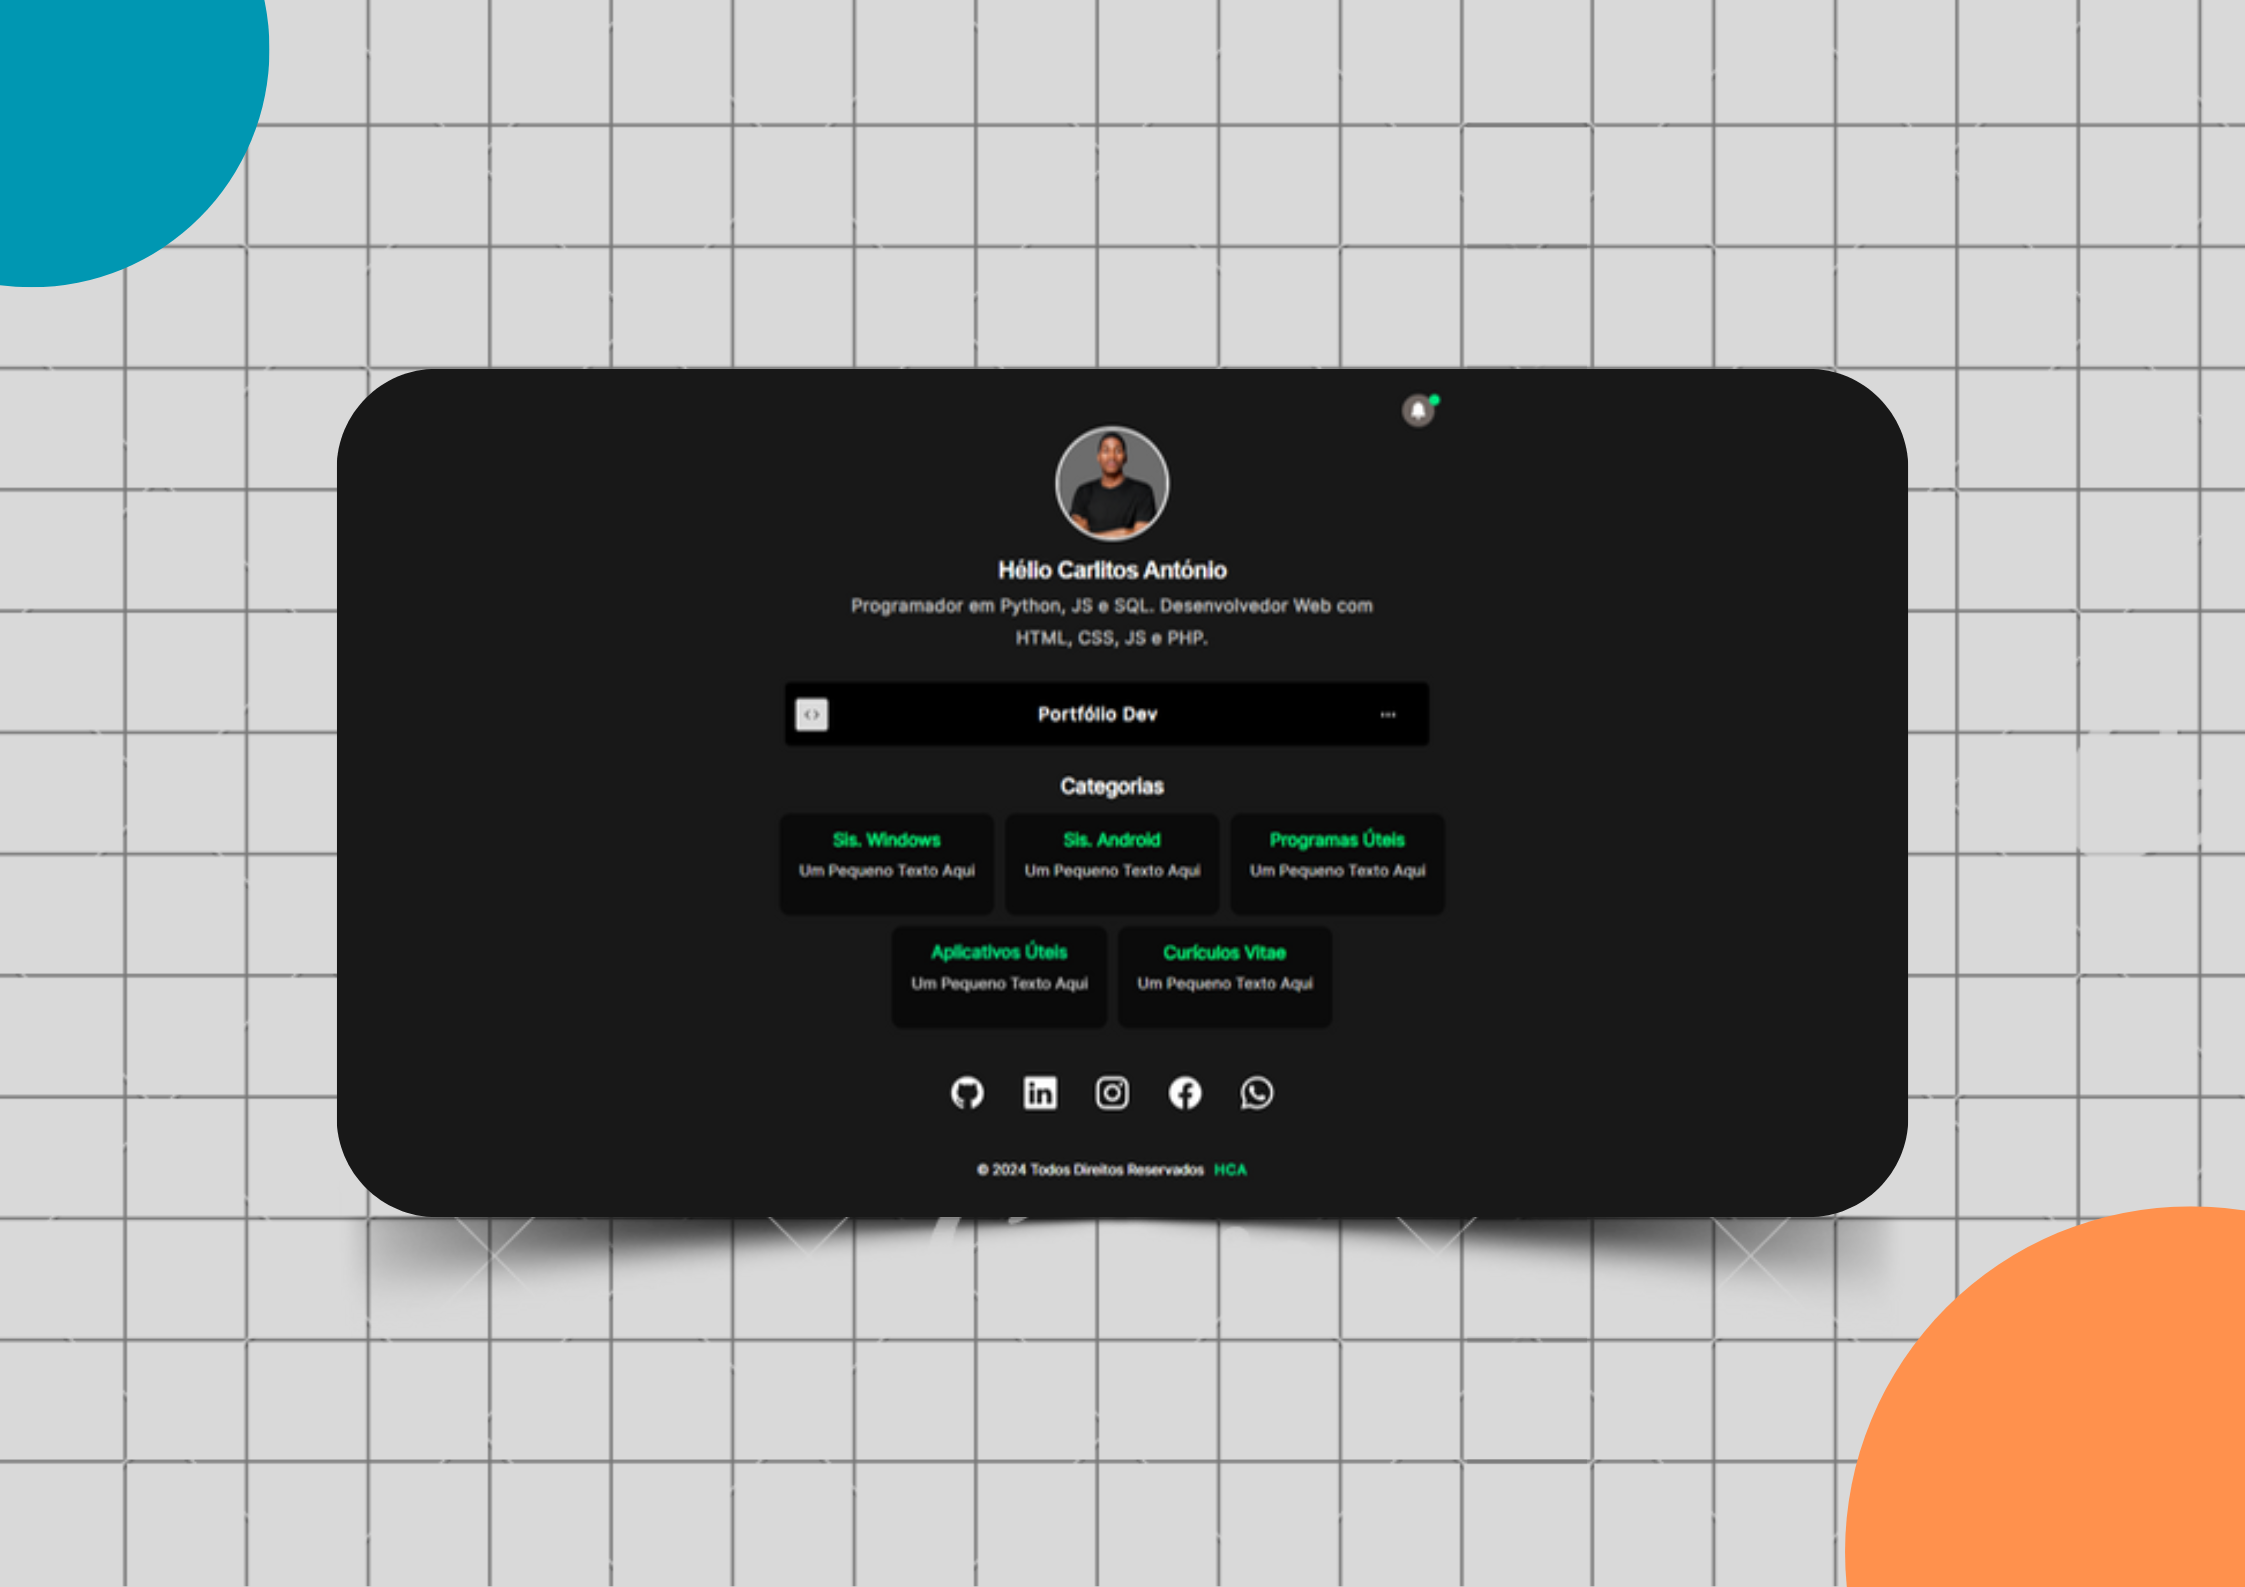 Hélio Carlitos António
Programador em Python, JS e SQL. Desenvolvedor Web com
HTML, CSS, JS e PHP.
Portfólio Dev
Categorias
Sis. Windows
Um Pequeno Texto Aqui
Sis. Android
Um Pequeno Texto Aqui
Programas Úteis
Um Pequeno Texto Aqui
Aplicativos Úteis
Um Pequeno Texto Aqui
Curículos Vitae
Um Pequeno Texto Aqui
© 2024 Todos Direitos Reservados HCA